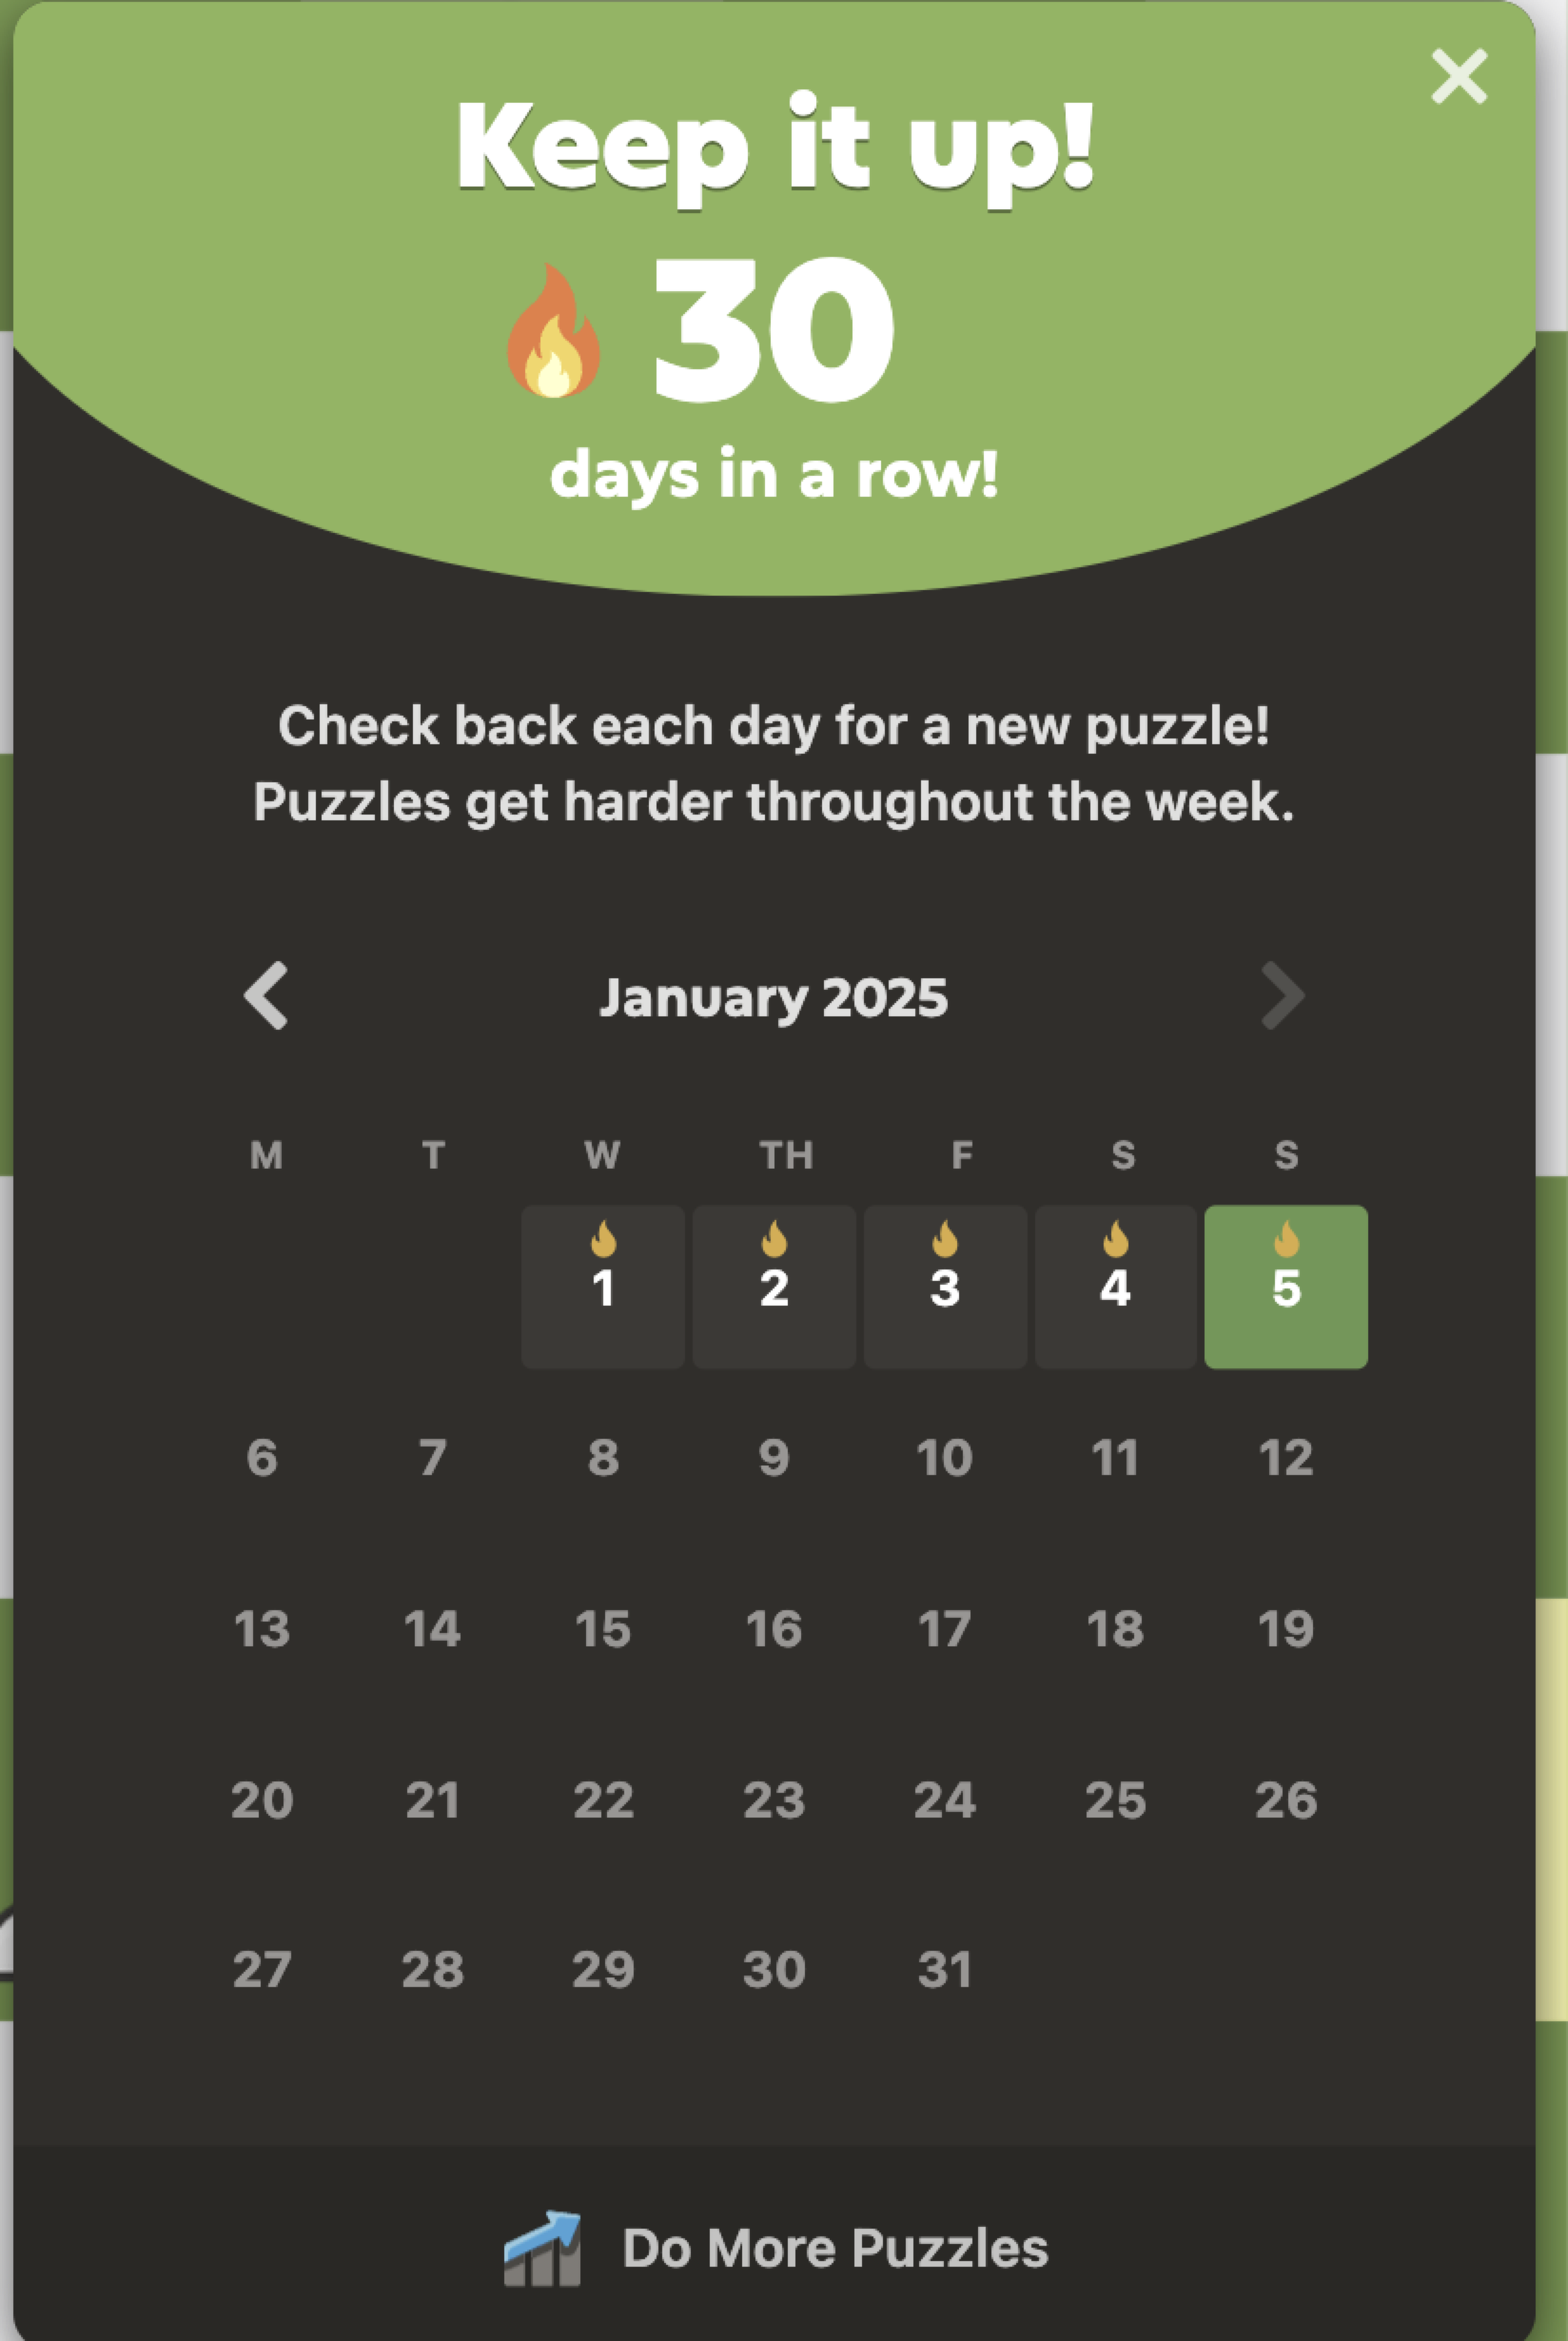 Keep it up!
30
days in a row!
Check back each day for a new puzzle!
Puzzles get harder throughout the week.
January 2025
M T W TH F S S
1 2 3 4 5
6 7 8 9 10 11 12
13 14 15 16 17 18 19
20 21 22 23 24 25 26
27 28 29 30 31
Do More Puzzles